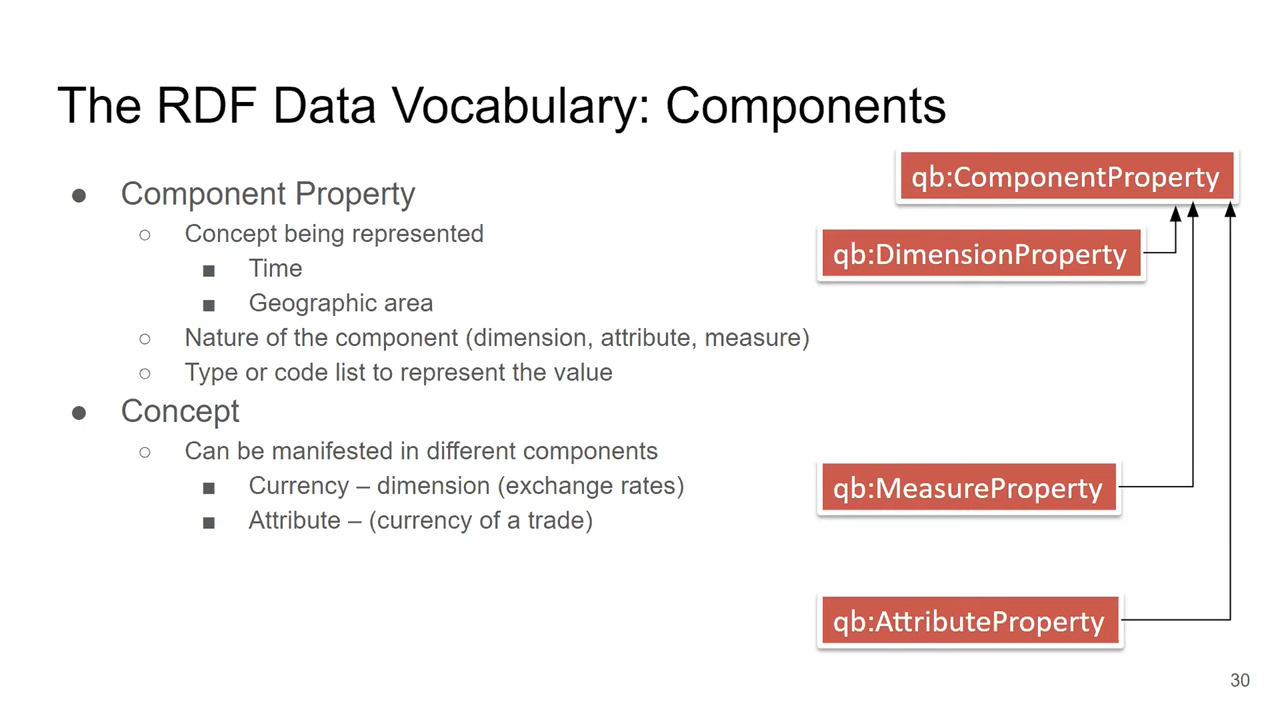 The RDF Data Vocabulary: Components
● Component Property
○ Concept being represented
■ Time
■ Geographic area
○ Nature of the component (dimension, attribute, measure)
○ Type or code list to represent the value
● Concept
○ Can be manifested in different components
■ Currency – dimension (exchange rates)
■ Attribute – (currency of a trade)
qb:ComponentProperty
qb:DimensionProperty
qb:MeasureProperty
qb:AttributeProperty
30